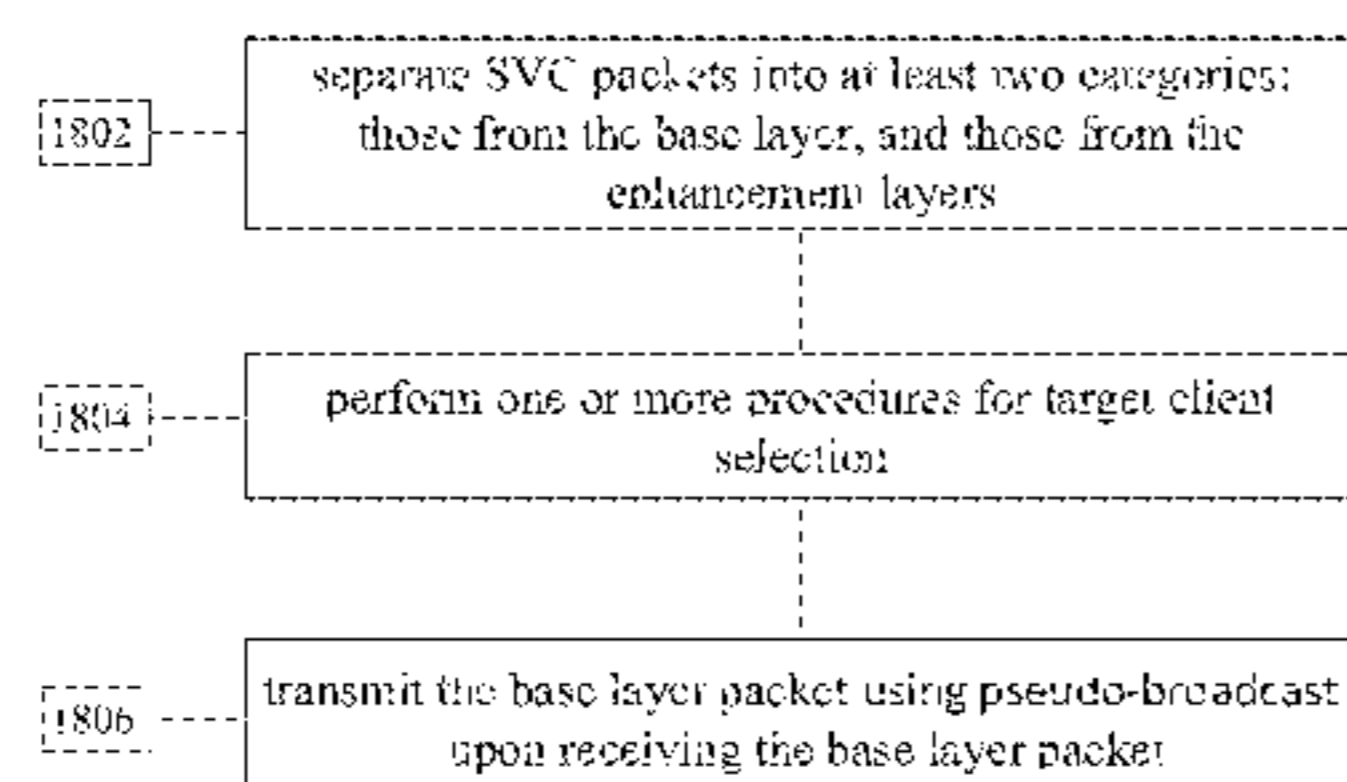 separate SVC packets into at least two categories:
1802
those from the base layer, and those from the
enhancement layers
1804
perform one or more procedures for target client
selection
1806
transmit the base layer packet using pseudo-broadcast
upon receiving the base layer packet